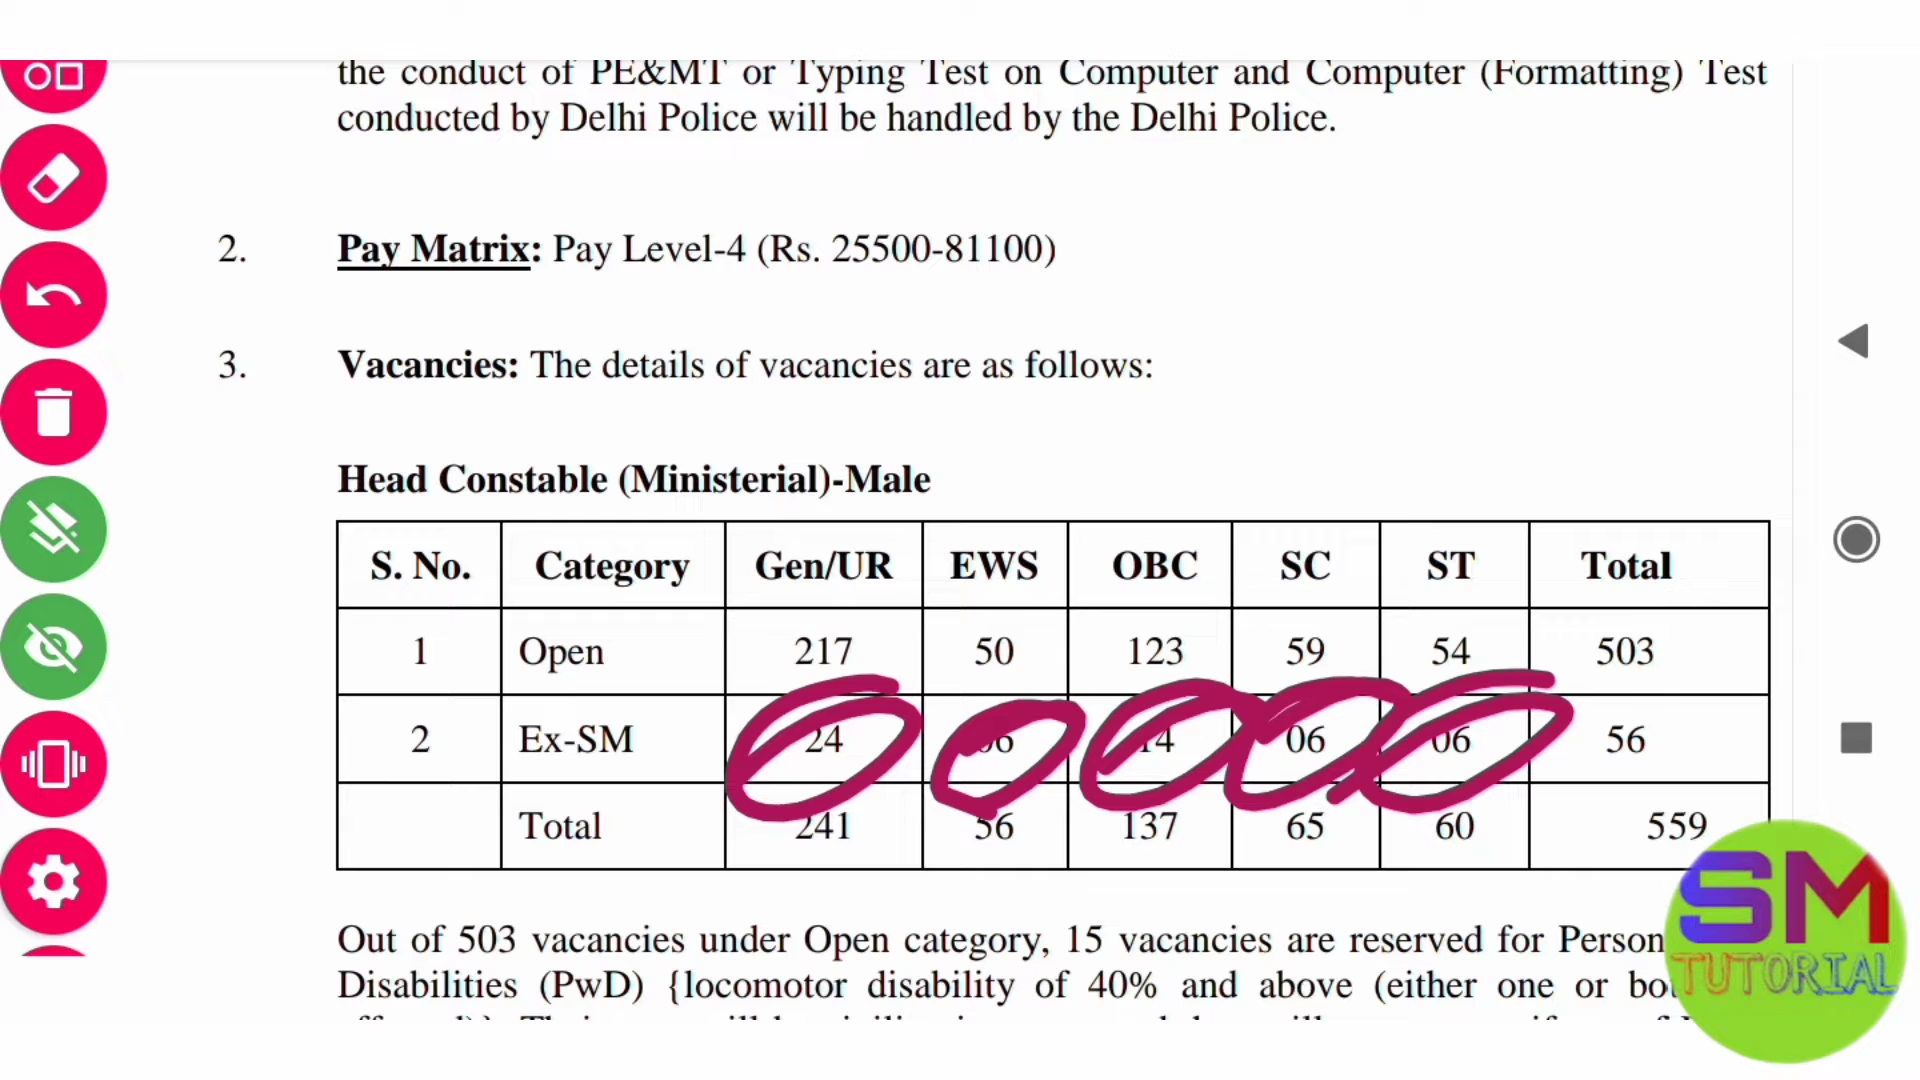 the conduct of PE&MT or Typing Test on Computer and Computer (Formatting) Test
conducted by Delhi Police will be handled by the Delhi Police.
2. Pay Matrix: Pay Level-4 (Rs. 25500-81100)
3. Vacancies: The details of vacancies are as follows:
Head Constable (Ministerial)-Male
S. No. Category Gen/UR EWS OBC SC ST Total
1 Open 217 50 123 59 54 503
2 Ex-SM 24 06 14 06 06 56
Total 241 56 137 65 60 559
Out of 503 vacancies under Open category, 15 vacancies are reserved for
Disabilities (PwD) {locomotor disability of 40% and above (either one or
SM
TUTORIAL